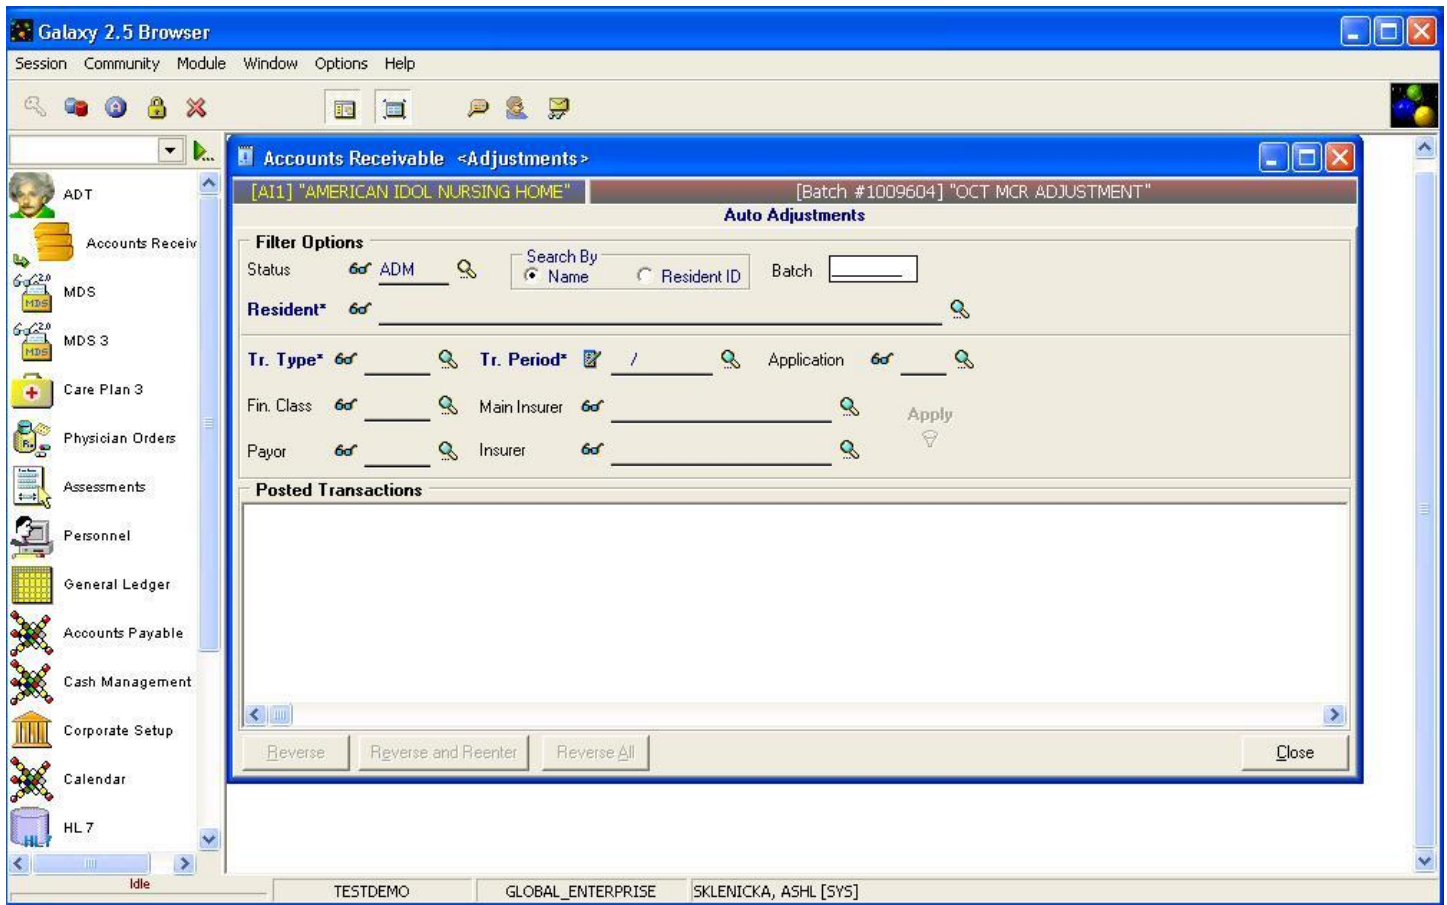 Galaxy 2.5 Browser
Session Community Module Window Options Help
Accounts Receivable <Adjustments>
[AI1] "AMERICAN IDOL NURSING HOME" [Batch #1009604] "OCT MCR ADJUSTMENT"
Auto Adjustments
Filter Options
Status ADM Search By Name Resident ID Batch
Resident*
Tr. Type* Tr. Period* / Application
Fin. Class Main Insurer Apply
Payor Insurer
Posted Transactions
Reverse Reverse and Reenter Reverse All Close
ADT
Accounts Receiv
MDS
MDS 3
Care Plan 3
Physician Orders
Assessments
Personnel
General Ledger
Accounts Payable
Cash Management
Corporate Setup
Calendar
HL7
Idle TESTDEMO GLOBAL_ENTERPRISE SKLENICKA, ASHL [SYS]